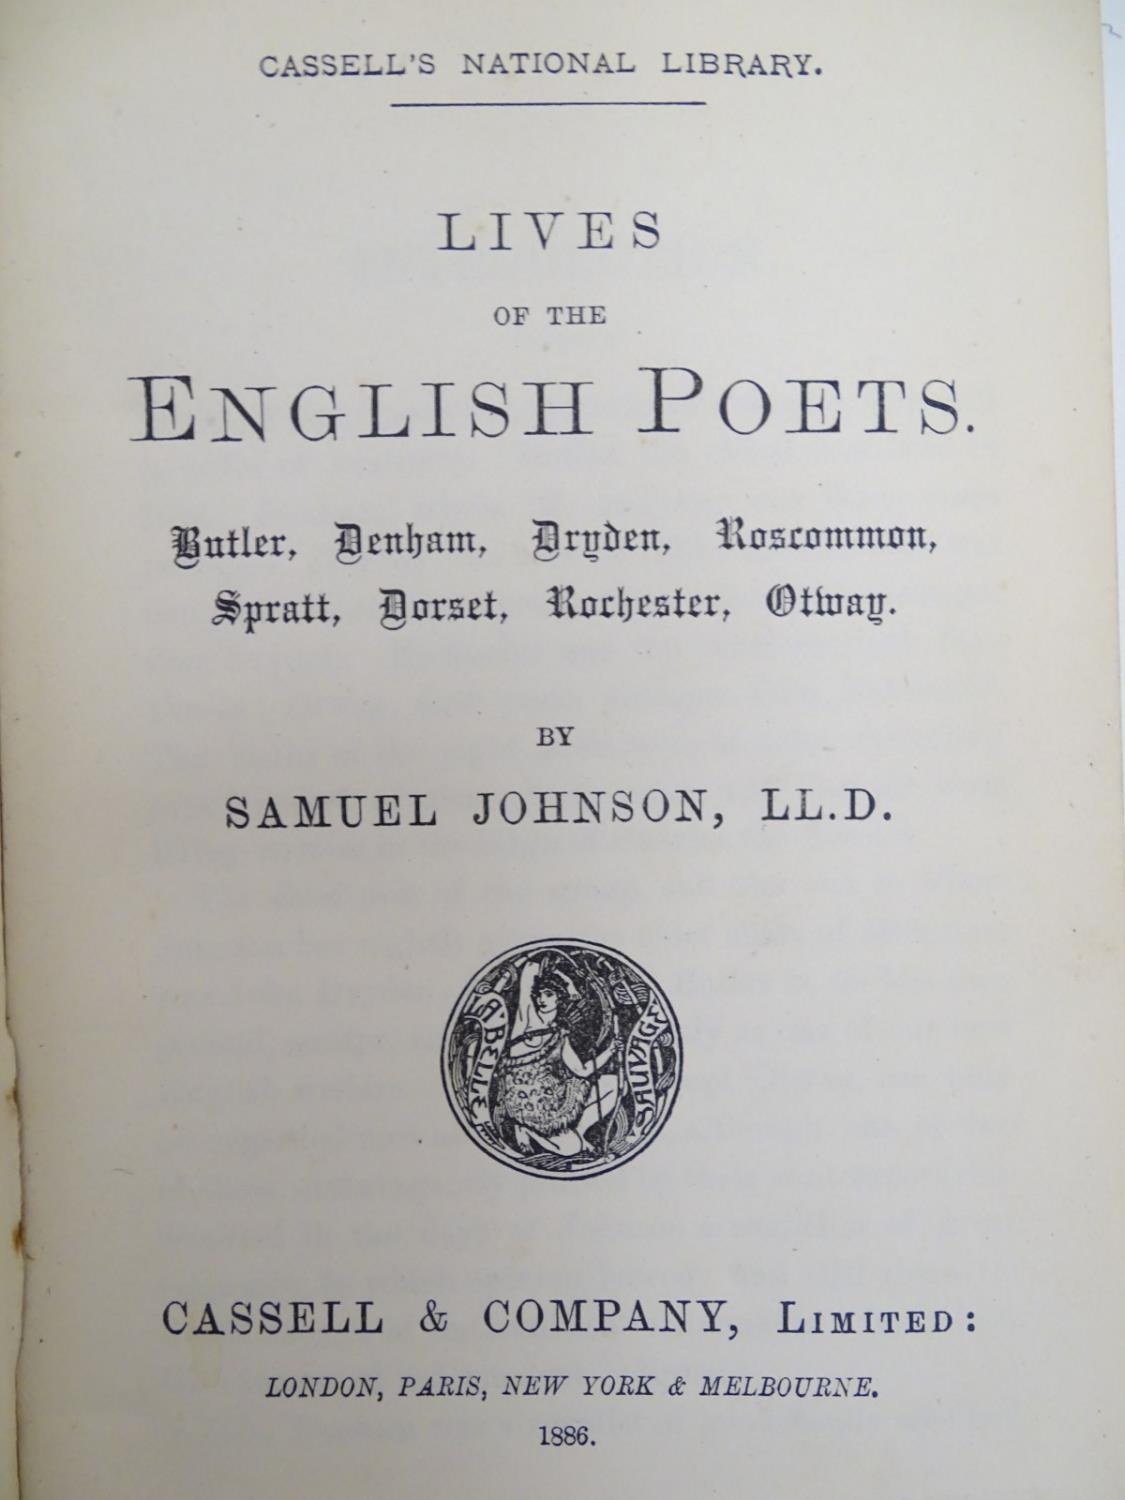 CASSELL'S NATIONAL LIBRARY.
LIVES
OF THE
ENGLISH POETS.
Butler, Denham, Dryden, Roscommon,
Spratt, Dorset, Rochester, Otway.
BY
SAMUEL JOHNSON, LL.D.
LA BELLE
SAUVAGE
CASSELL & COMPANY, LIMITED:
LONDON, PARIS, NEW YORK & MELBOURNE.
1886.